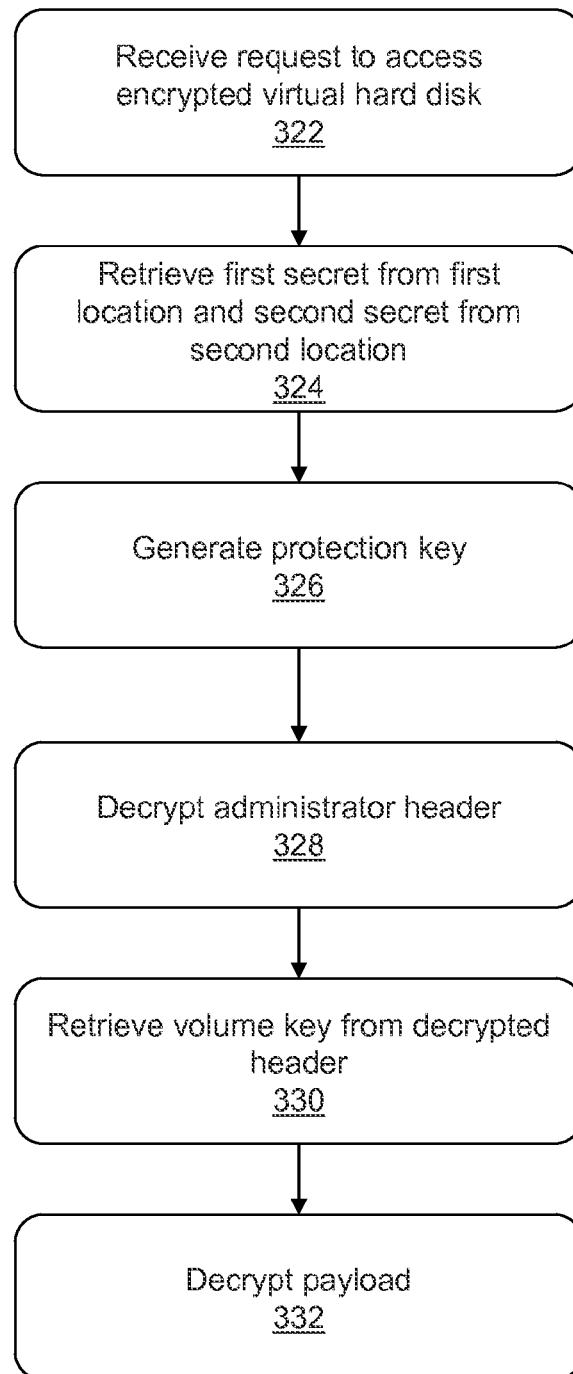 Receive request to access
encrypted virtual hard disk
322
Retrieve first secret from first
location and second secret from
second location
324
Generate protection key
326
Decrypt administrator header
328
Retrieve volume key from decrypted
header
330
Decrypt payload
332